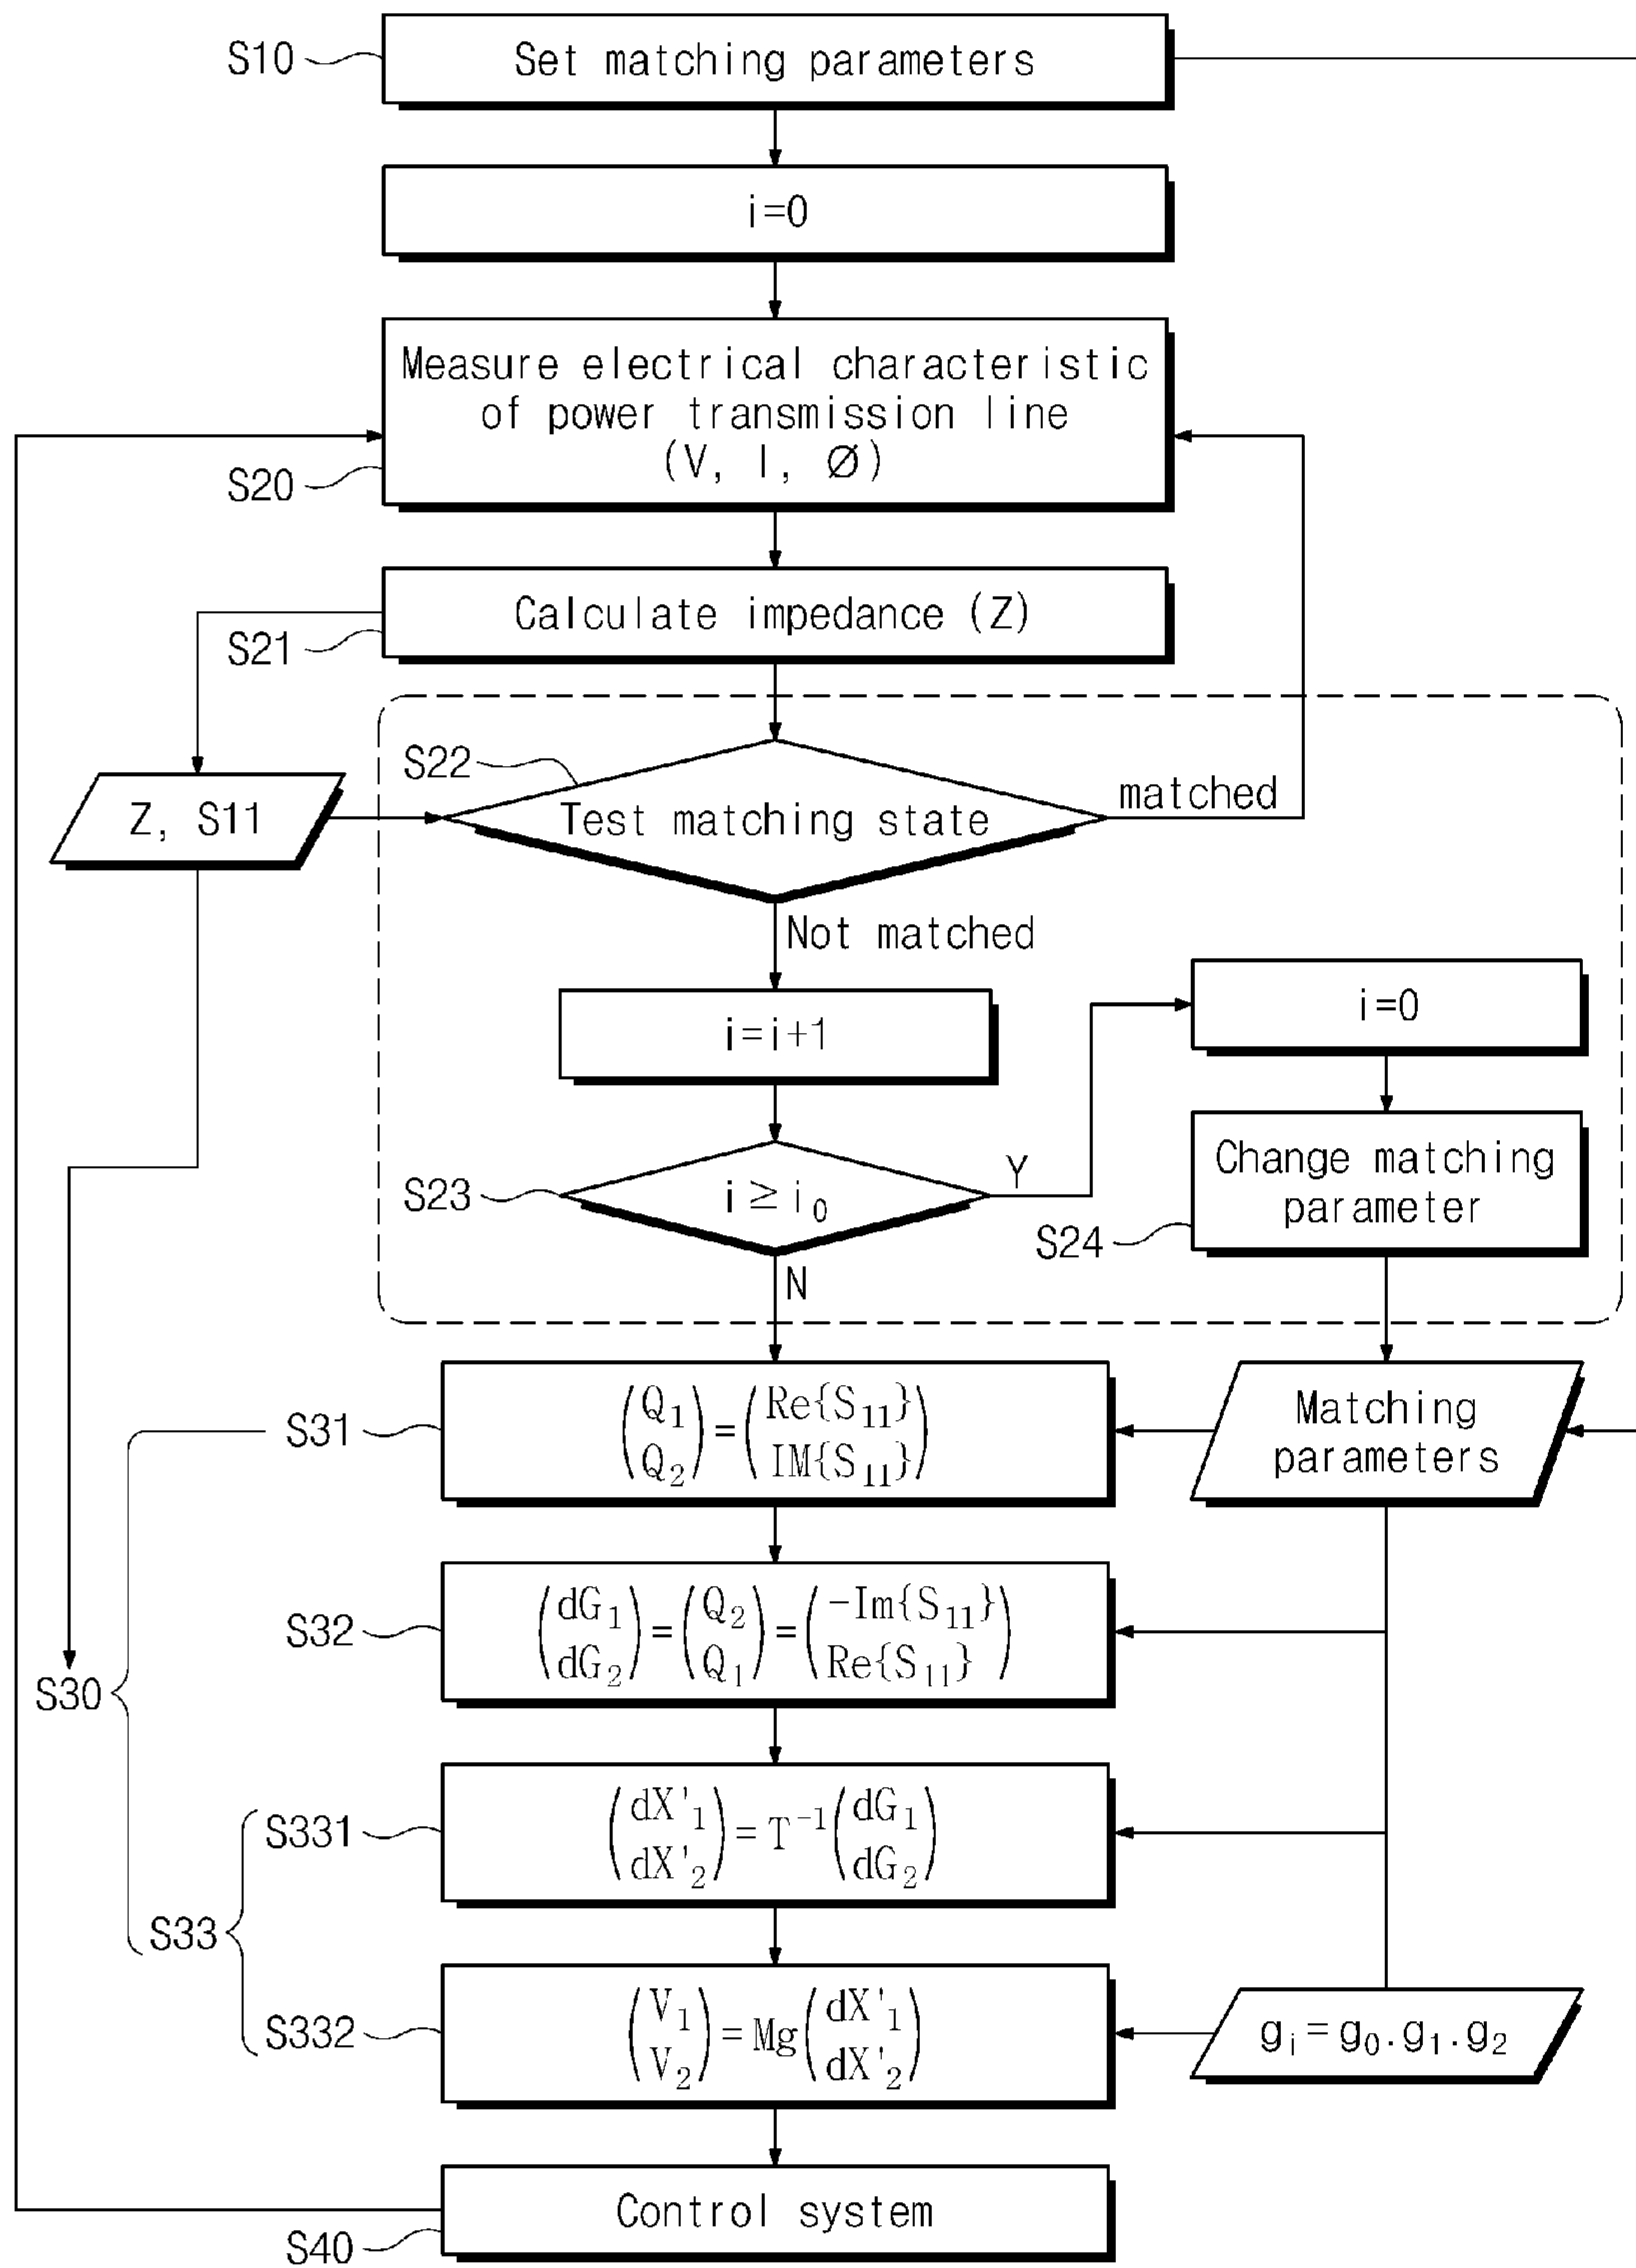 S10
Set matching parameters
i=0
Measure electrical characteristic
of power transmission line
(V, I, Ø)
S20
Calculate impedance (Z)
S21
S22
Z, S11
Test matching state
matched
Not matched
i=i+1
i=0
S23
i ≥ i₀
Y
Change matching
parameter
S24
N
S31
(Q₁
Q₂) = (Re{S₁₁}
IM{S₁₁})
Matching
parameters
S32
(dG₁
dG₂) = (Q₂
Q₁) = (-Im{S₁₁}
Re{S₁₁})
S30
S331
(dX'₁
dX'₂) = T⁻¹ (dG₁
dG₂)
S33
S332
(V₁
V₂) = Mg (dX'₁
dX'₂)
gᵢ=g₀.g₁.g₂
Control system
S40